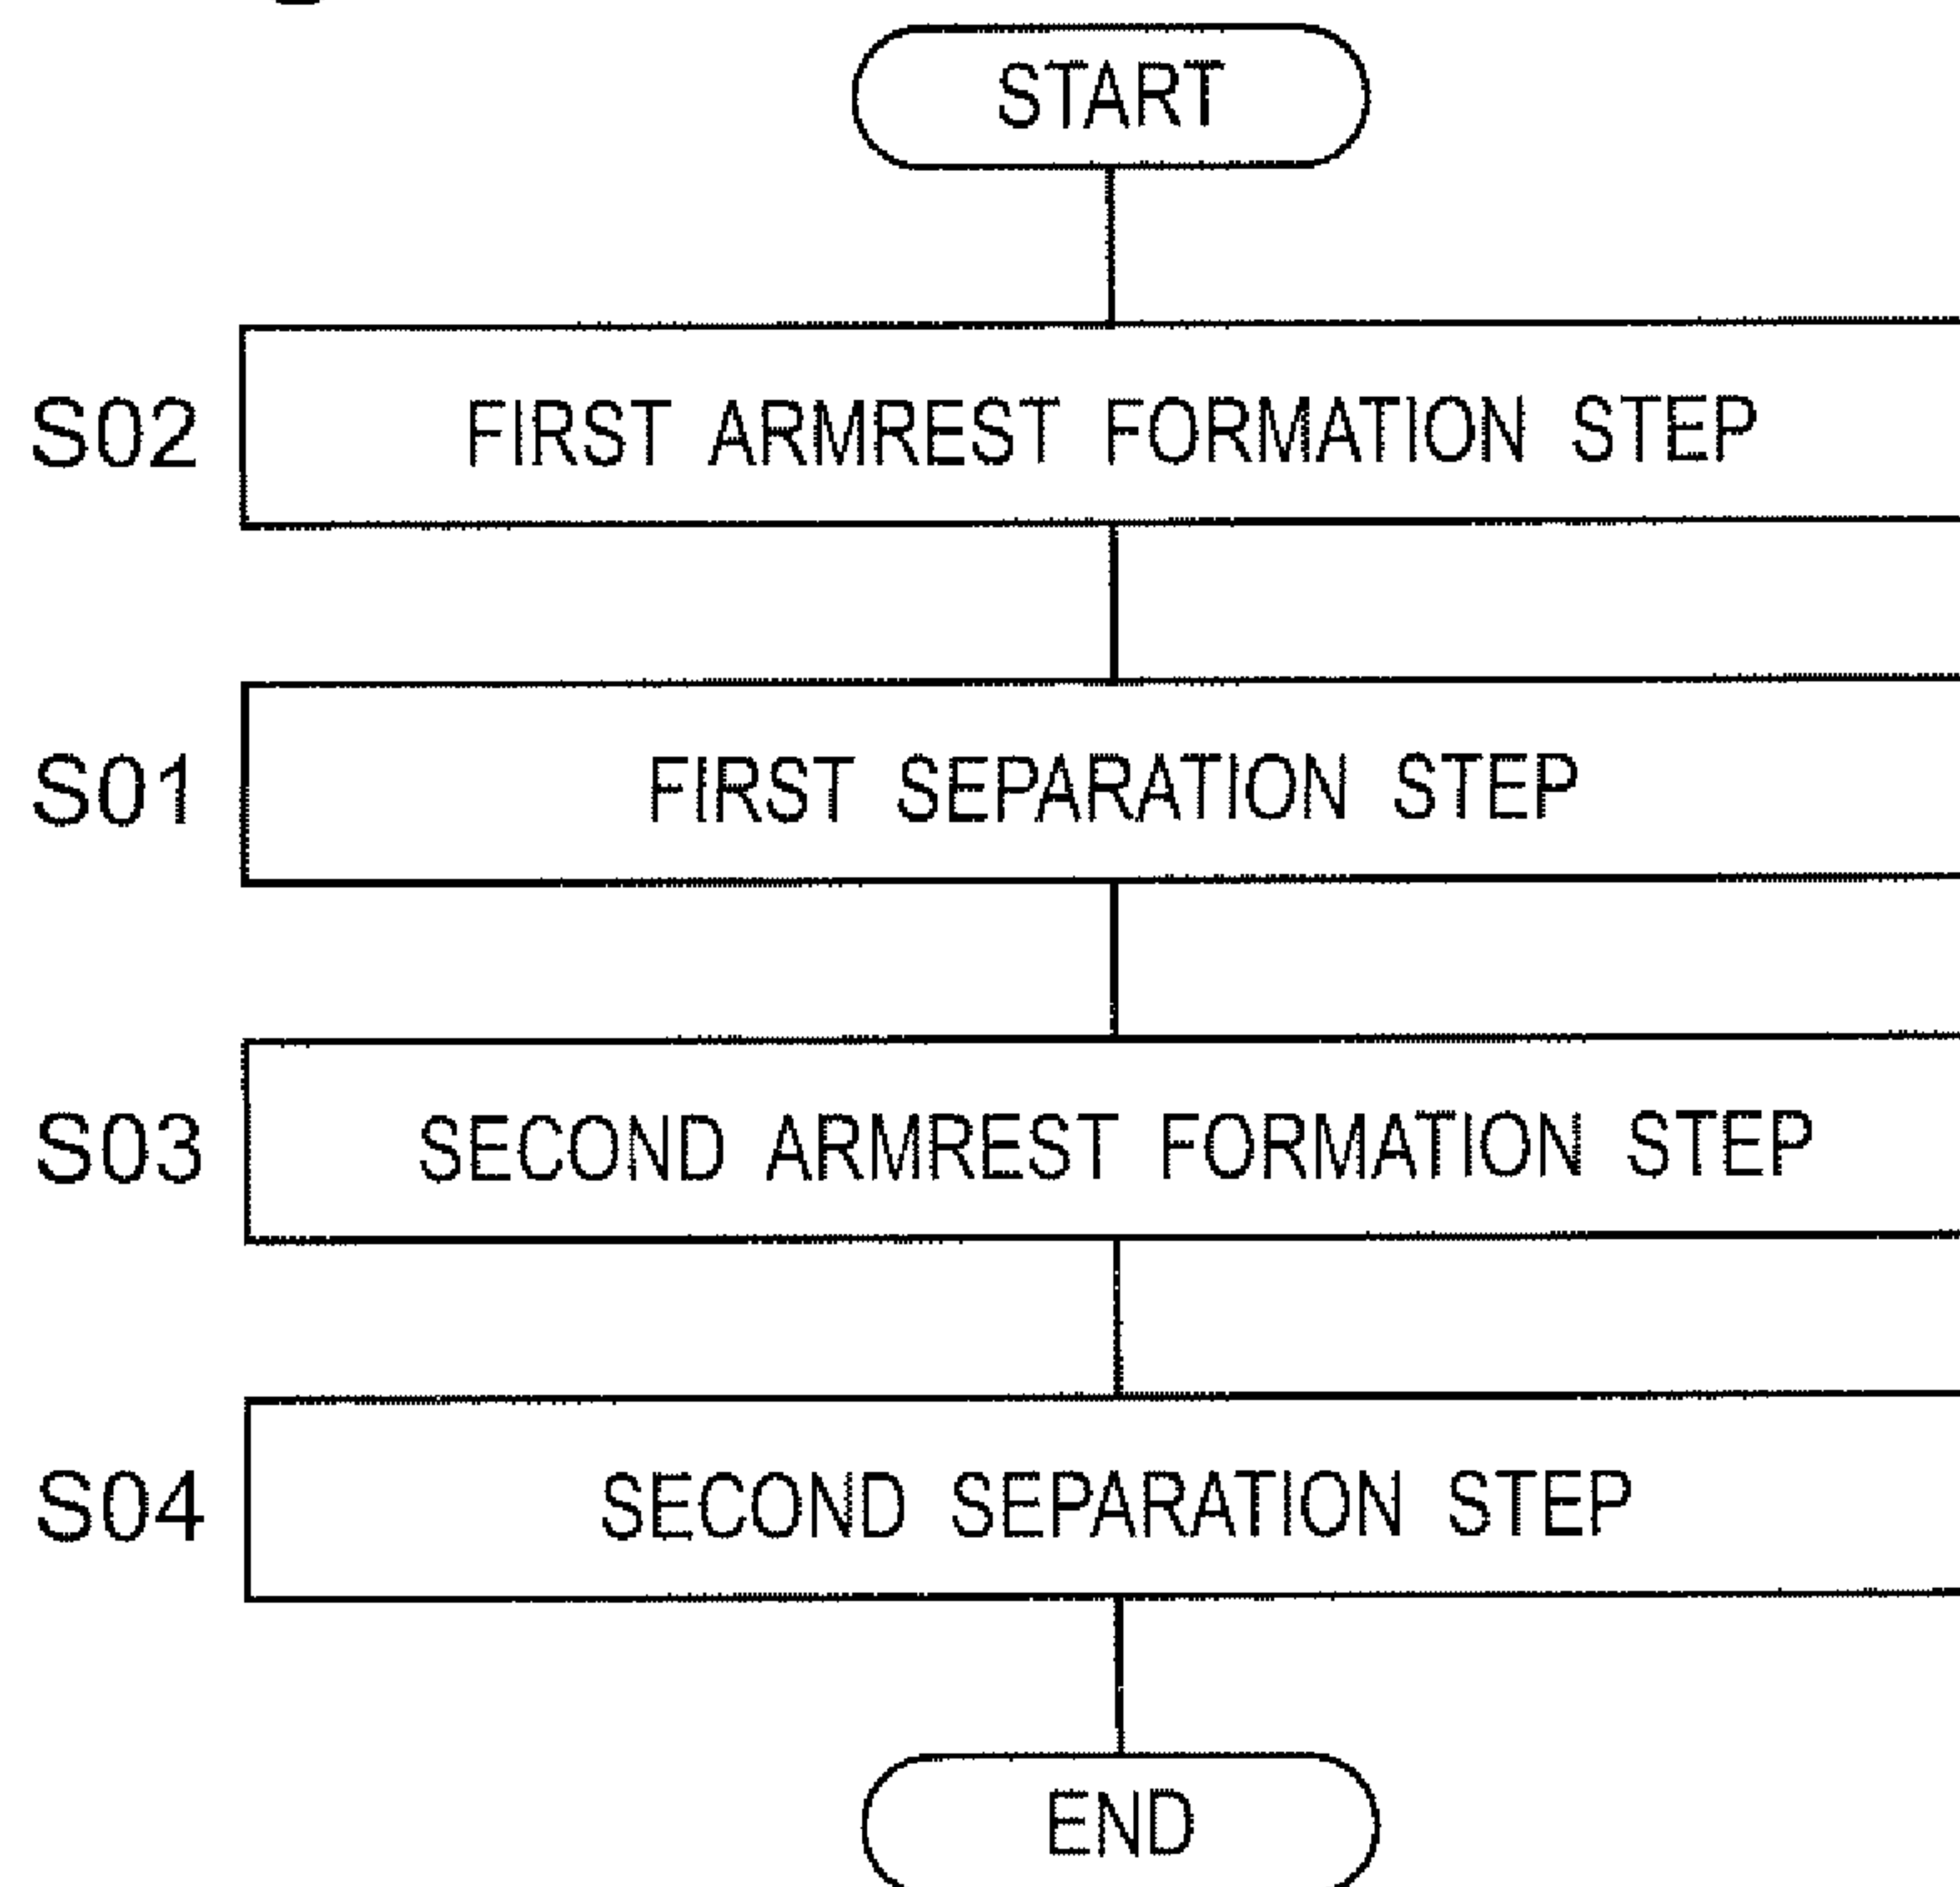 START
S02 FIRST ARMREST FORMATION STEP
S01 FIRST SEPARATION STEP
S03 SECOND ARMREST FORMATION STEP
S04 SECOND SEPARATION STEP
END